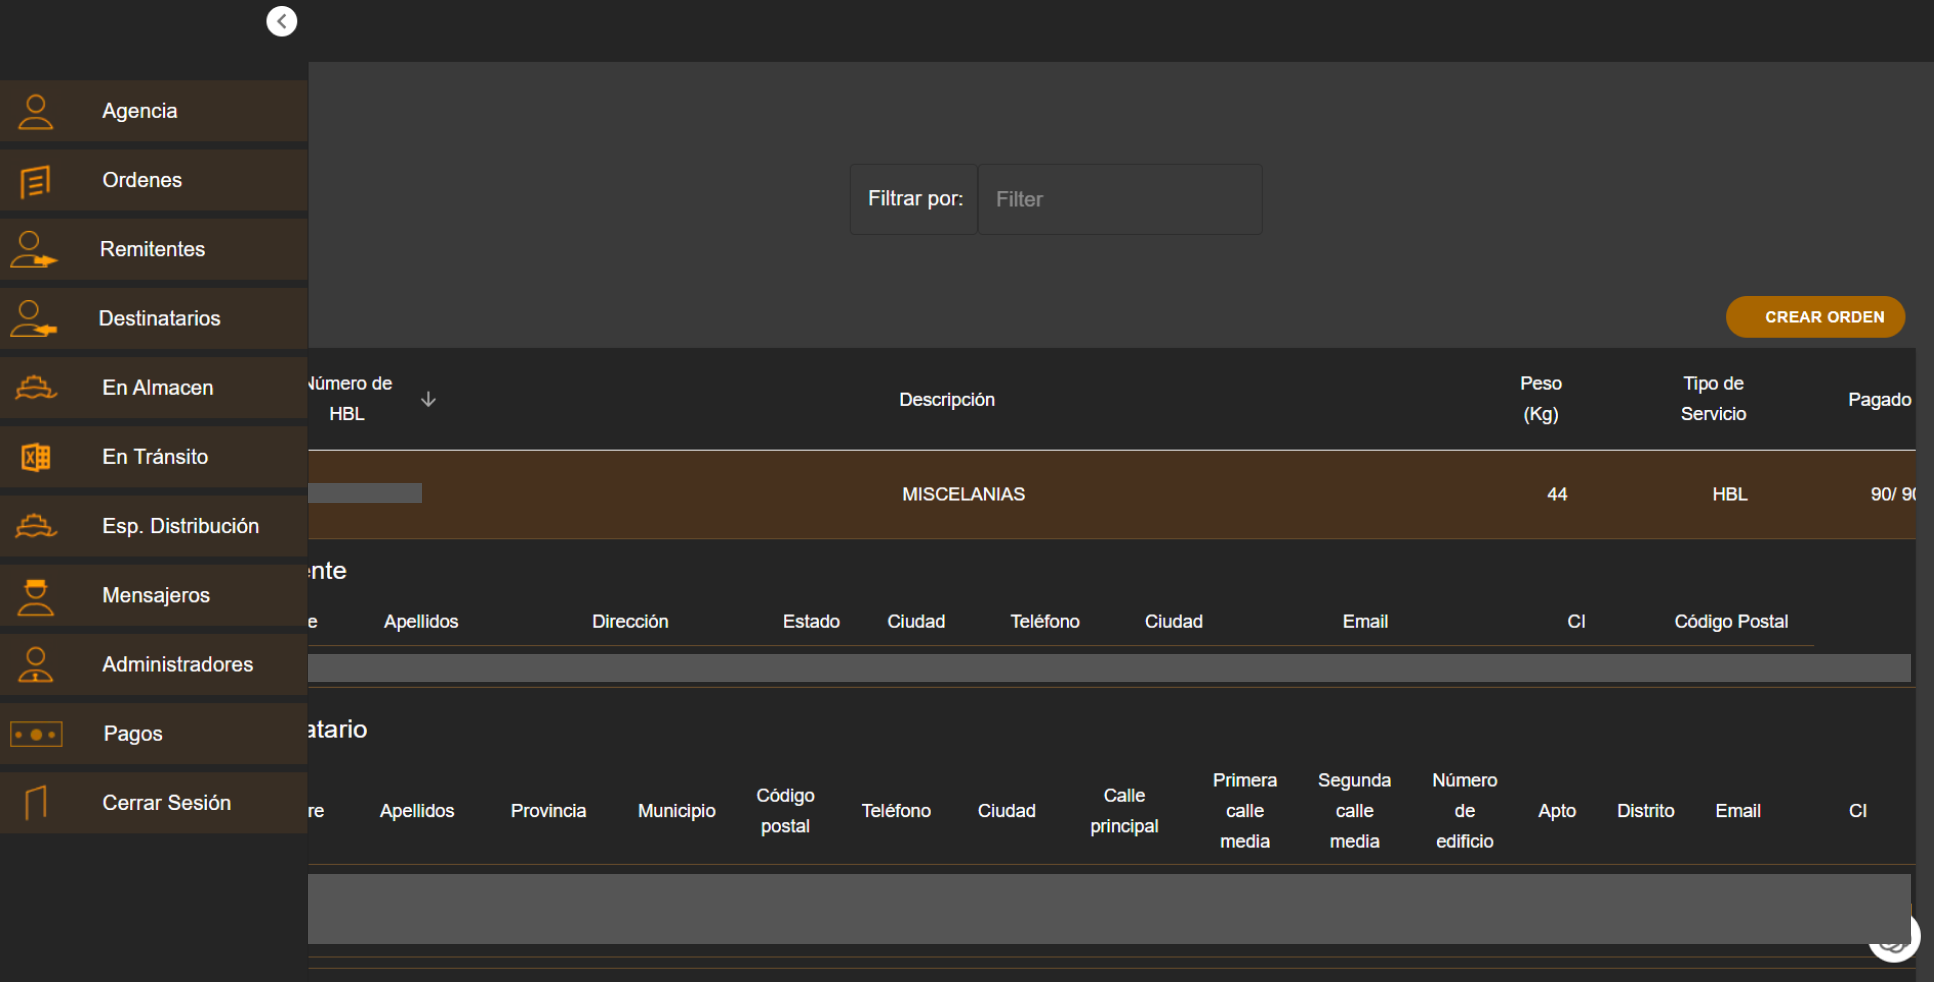 Agencia
Ordenes
Remitentes
Destinatarios
En Almacen
En Tránsito
Esp. Distribución
Mensajeros
Administradores
Pagos
Cerrar Sesión
Filtrar por: Filter
CREAR ORDEN
Número de
HBL
Descripción
Peso
(Kg)
Tipo de
Servicio
Pagado
MISCELANIAS 44 HBL 90/ 90
ente
e Apellidos Dirección Estado Ciudad Teléfono Ciudad Email CI Código Postal
atario
re Apellidos Provincia Municipio
Código
postal
Teléfono Ciudad
Calle
principal
Primera
calle
media
Segunda
calle
media
Número
de
edificio
Apto Distrito Email CI